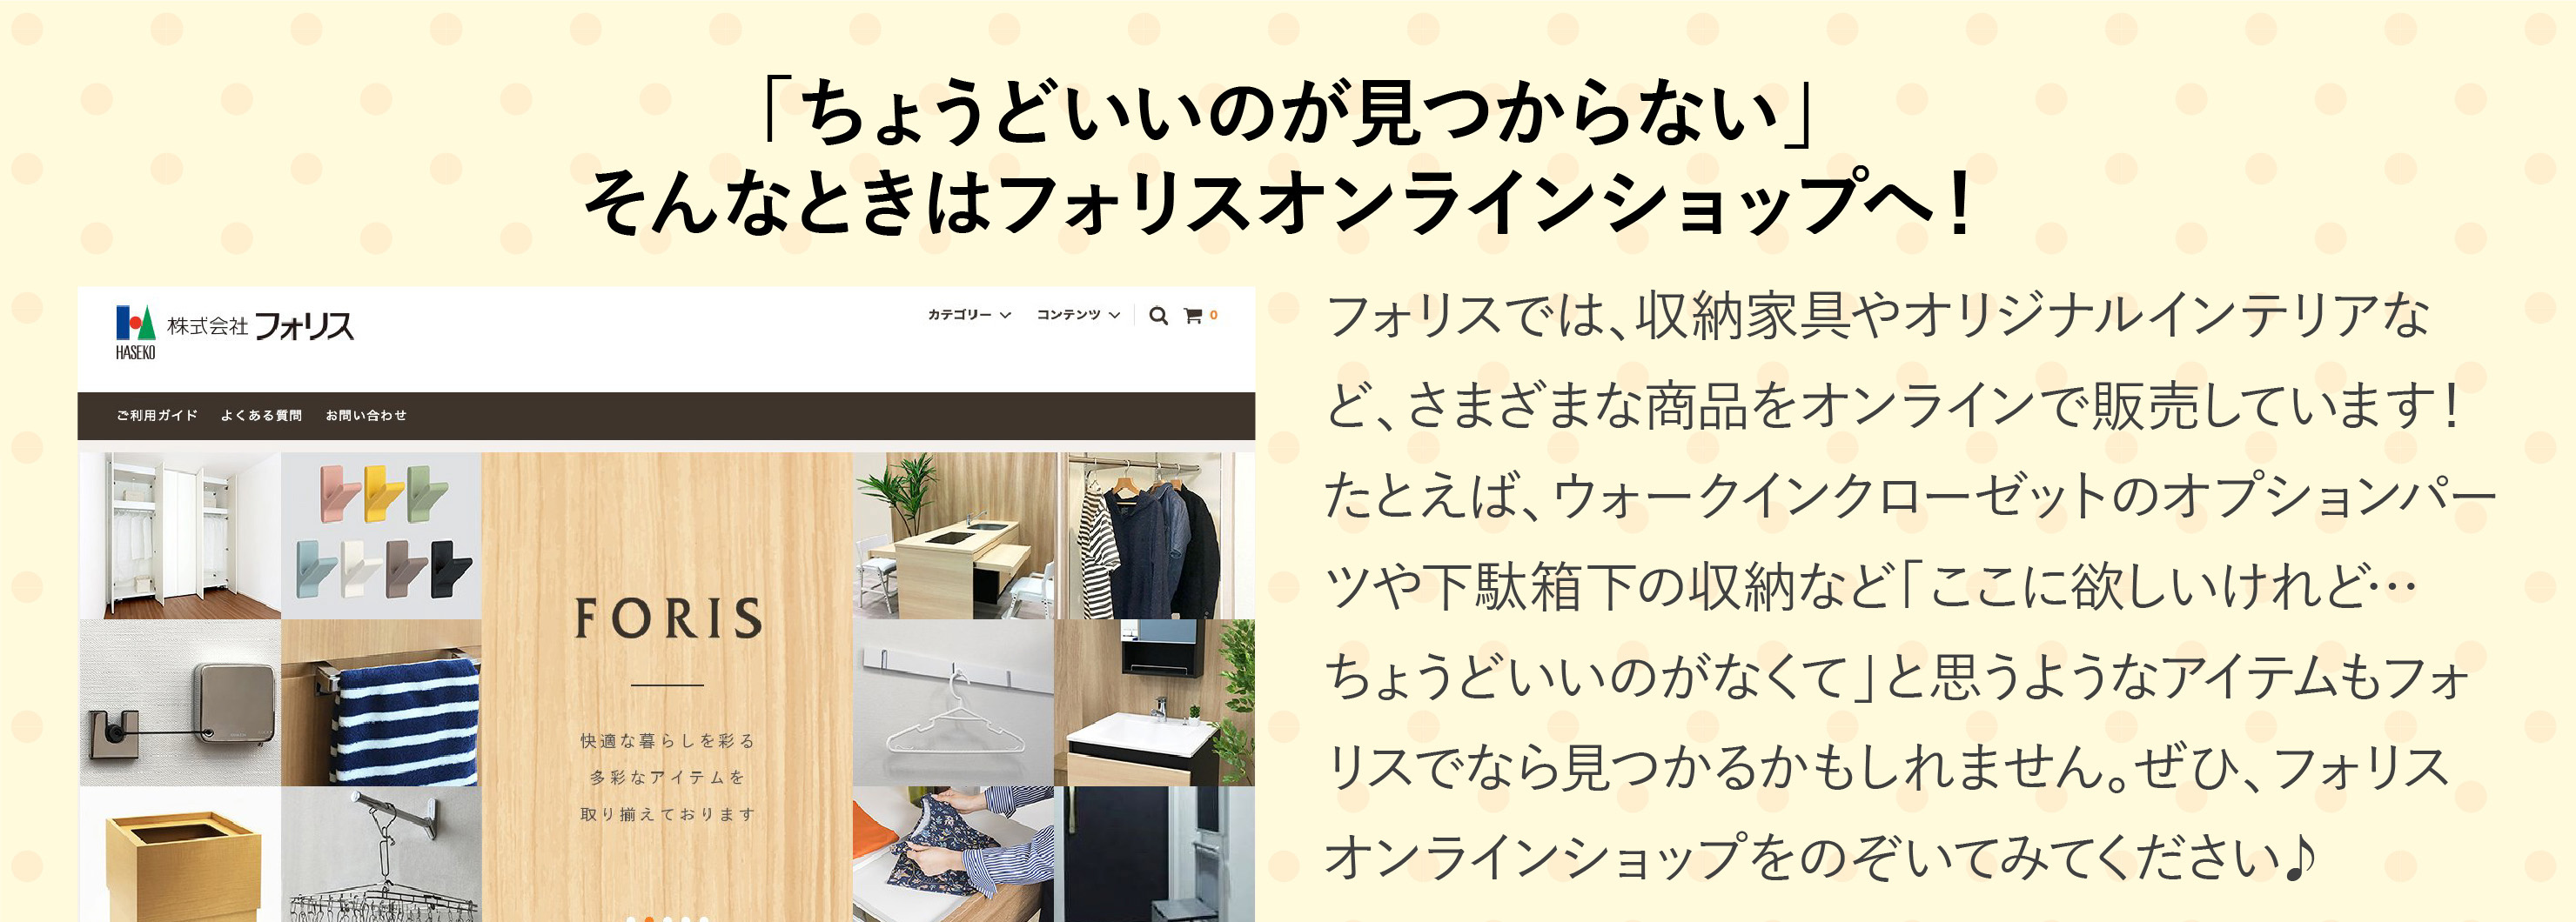 「ちょうどいいのが見つからない」
そんなときはフォリスオンラインショップへ！
HASEKO
株式会社 フォリス
カテゴリー
コンテンツ
0
ご利用ガイド
よくある質問
お問い合わせ
FORIS
快適な暮らしを彩る
多彩なアイテムを
取り揃えております
フォリスでは、収納家具やオリジナルインテリアな
ど、さまざまな商品をオンラインで販売しています！
たとえば、ウォークインクローゼットのオプションパー
ツや下駄箱下の収納など「ここに欲しいけれど…
ちょうどいいのがなくて」と思うようなアイテムもフォ
リスでなら見つかるかもしれません。ぜひ、フォリス
オンラインショップをのぞいてみてください♪